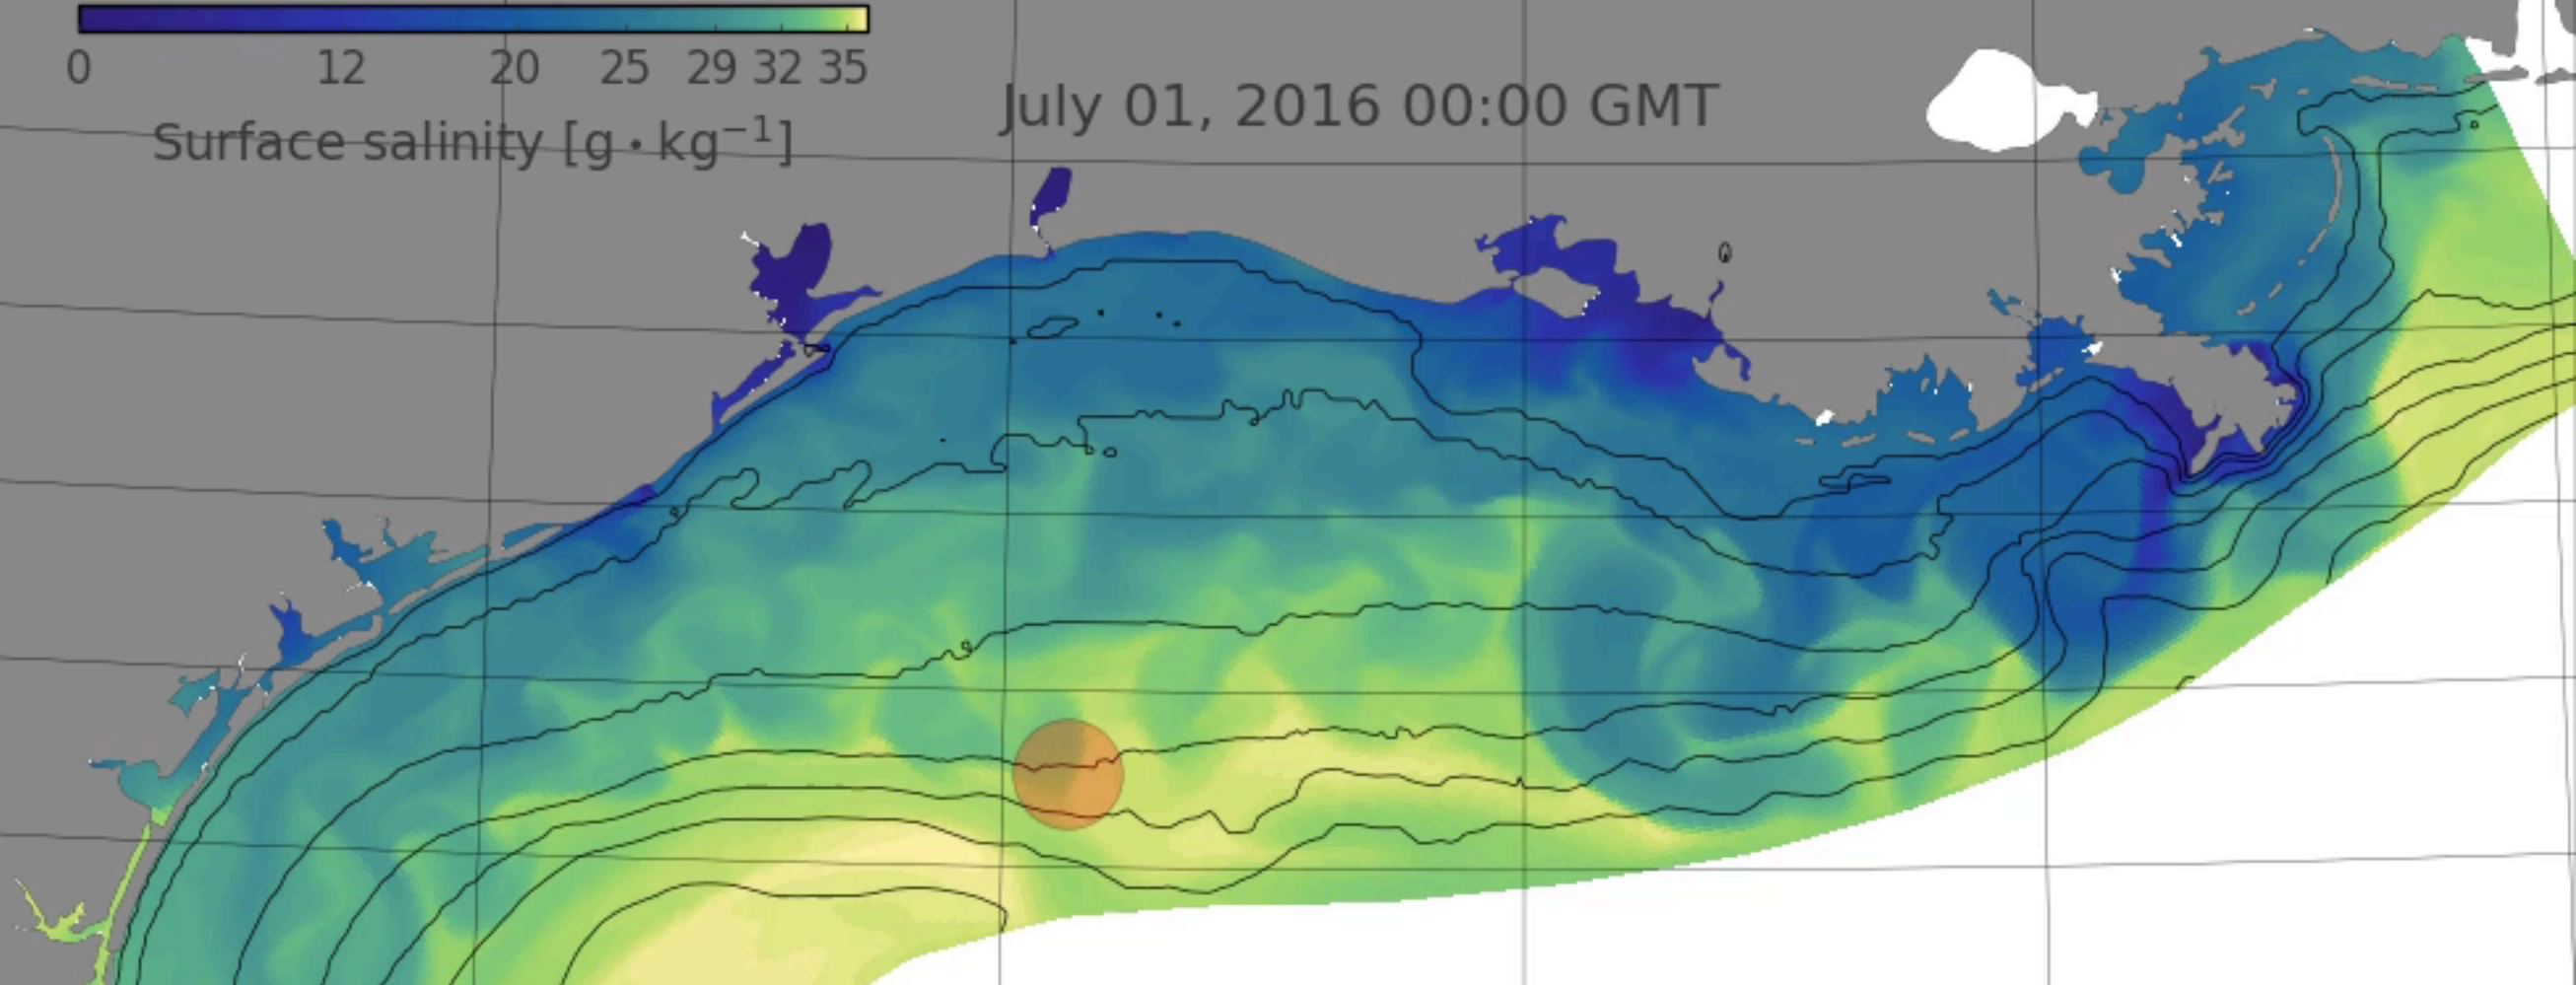 0 12 20 25 29 32 35
Surface salinity [g · kg⁻¹]
July 01, 2016 00:00 GMT